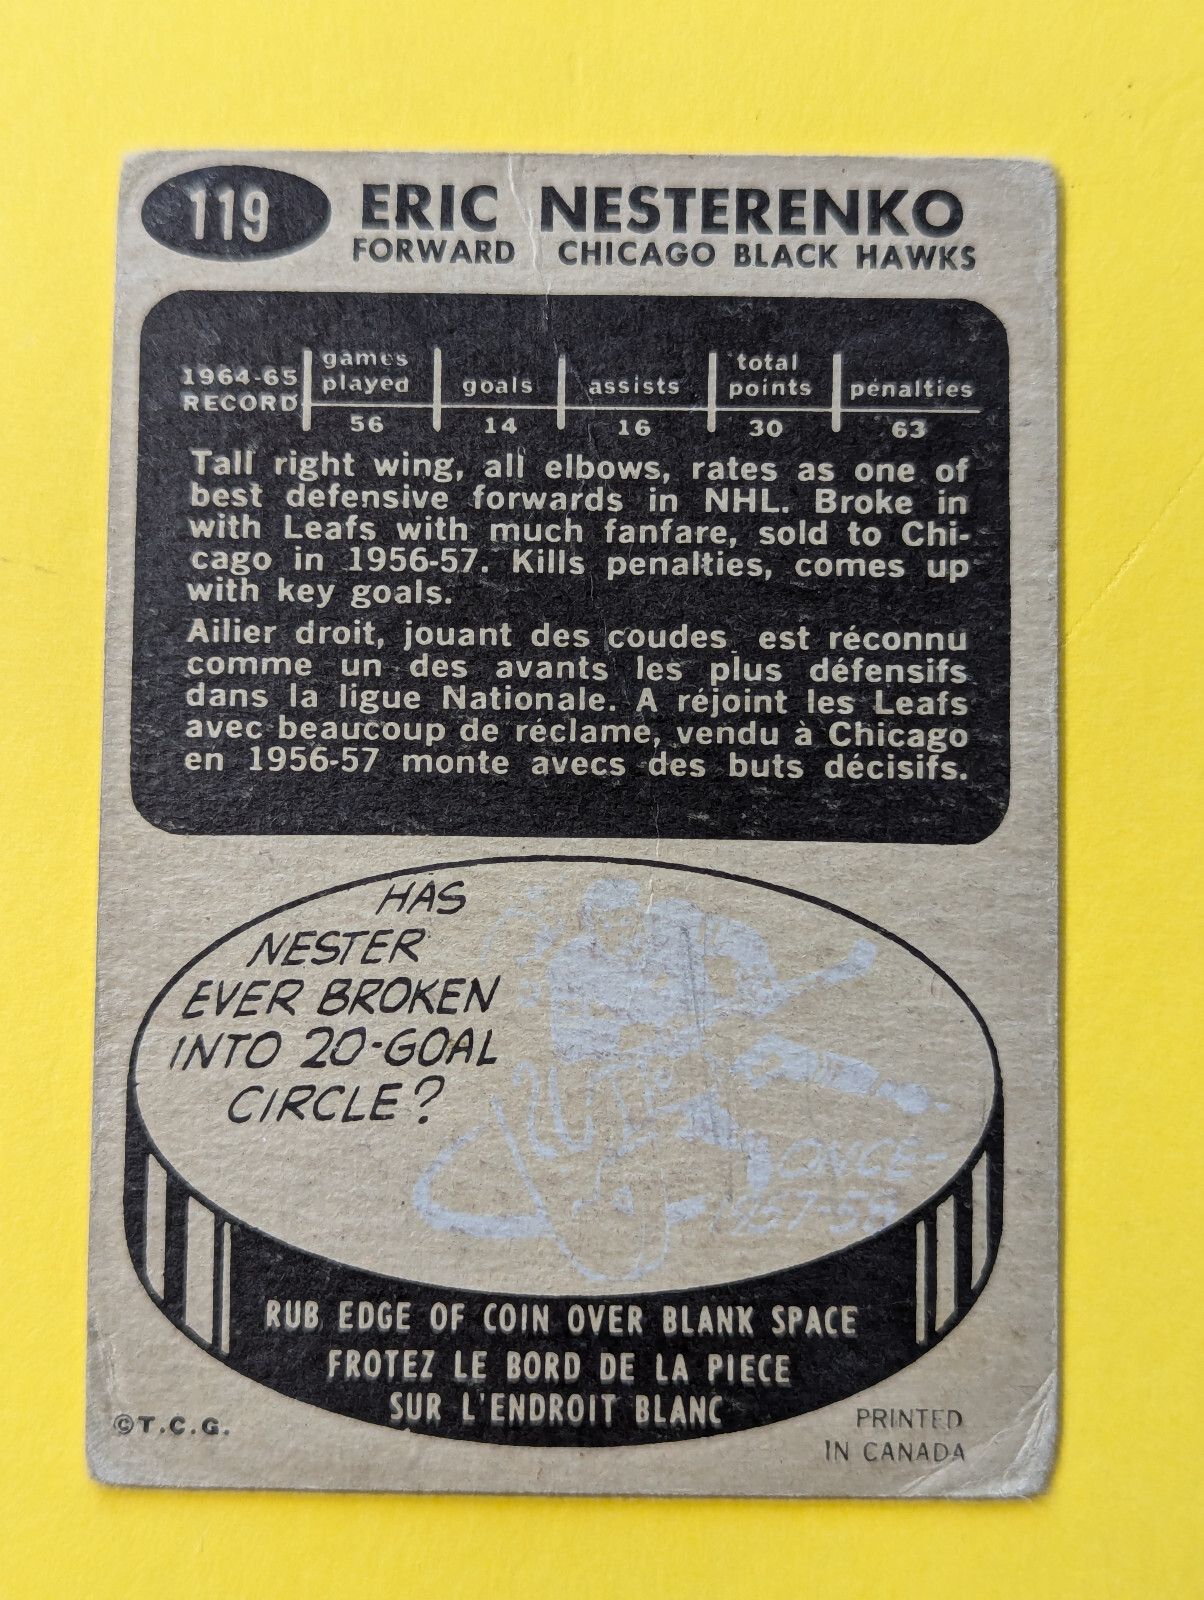 119
ERIC NESTERENKO
FORWARD CHICAGO BLACK HAWKS
1964-65 RECORD games played goals assists total points penalties
56 14 16 30 63
Tall right wing, all elbows, rates as one of
best defensive forwards in NHL. Broke in
with Leafs with much fanfare, sold to Chi-
cago in 1956-57. Kills penalties, comes up
with key goals.
Ailier droit, jouant des coudes est réconnu
comme un des avants les plus défensifs
dans la ligue Nationale. A réjoint les Leafs
avec beaucoup de réclame, vendu à Chicago
en 1956-57 monte avecs des buts décisifs.
HAS
NESTER
EVER BROKEN
INTO 20-GOAL
CIRCLE?
ONCE-
1957-58
RUB EDGE OF COIN OVER BLANK SPACE
FROTEZ LE BORD DE LA PIECE
SUR L'ENDROIT BLANC
©T.C.G.
PRINTED
IN CANADA